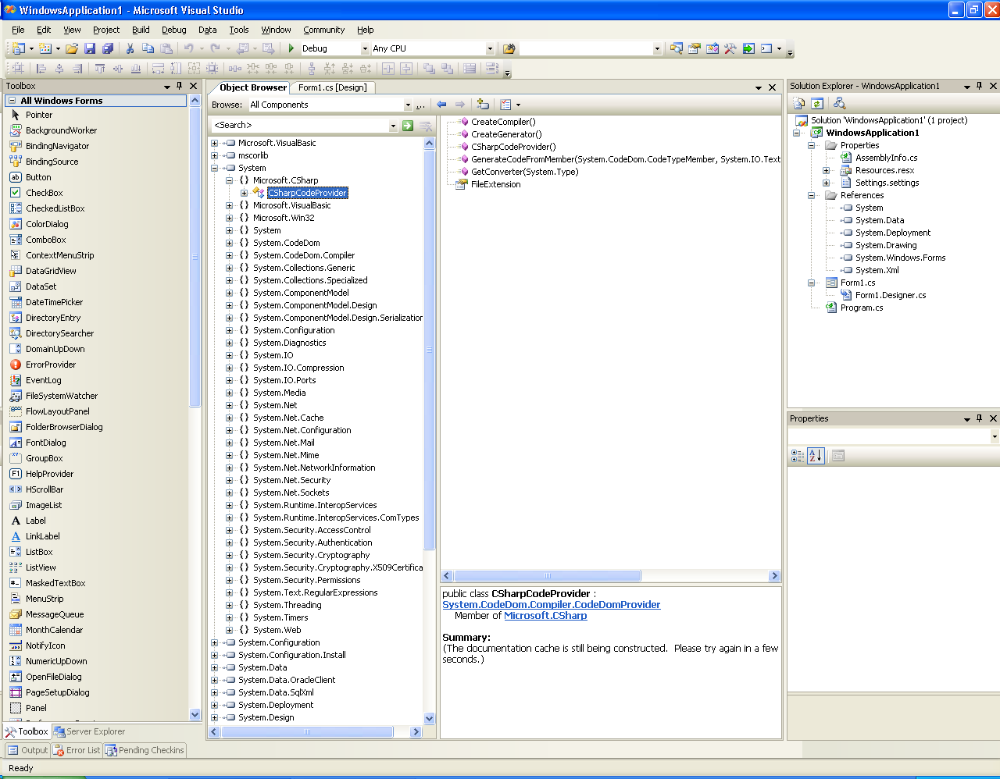 WindowsApplication1 - Microsoft Visual Studio
File Edit View Project Build Debug Data Tools Window Community Help
Debug Any CPU
Toolbox
All Windows Forms
Pointer
BackgroundWorker
BindingNavigator
BindingSource
Button
CheckBox
CheckedListBox
ColorDialog
ComboBox
ContextMenuStrip
DataGridView
DataSet
DateTimePicker
DirectoryEntry
DirectorySearcher
DomainUpDown
ErrorProvider
EventLog
FileSystemWatcher
FlowLayoutPanel
FolderBrowserDialog
FontDialog
GroupBox
HelpProvider
HScrollBar
ImageList
Label
LinkLabel
ListBox
ListView
MaskedTextBox
MenuStrip
MessageQueue
MonthCalendar
NotifyIcon
NumericUpDown
OpenFileDialog
PageSetupDialog
Panel
Toolbox Server Explorer
Object Browser Form1.cs [Design]
Browse: All Components ...
<Search>
Microsoft.VisualBasic
mscorlib
System
{} Microsoft.CSharp
CSharpCodeProvider
{} Microsoft.VisualBasic
{} Microsoft.Win32
{} System
{} System.CodeDom
{} System.CodeDom.Compiler
{} System.Collections.Generic
{} System.Collections.Specialized
{} System.ComponentModel
{} System.ComponentModel.Design
{} System.ComponentModel.Design.Serialization
{} System.Configuration
{} System.Diagnostics
{} System.IO
{} System.IO.Compression
{} System.IO.Ports
{} System.Media
{} System.Net
{} System.Net.Cache
{} System.Net.Configuration
{} System.Net.Mail
{} System.Net.Mime
{} System.Net.NetworkInformation
{} System.Net.Security
{} System.Net.Sockets
{} System.Runtime.InteropServices
{} System.Runtime.InteropServices.ComTypes
{} System.Security.AccessControl
{} System.Security.Authentication
{} System.Security.Cryptography
{} System.Security.Cryptography.X509Certifica
{} System.Security.Permissions
{} System.Text.RegularExpressions
{} System.Threading
{} System.Timers
{} System.Web
System.Configuration
System.Configuration.Install
System.Data
System.Data.OracleClient
System.Data.SqlXml
System.Deployment
System.Design
CreateCompiler()
CreateGenerator()
CSharpCodeProvider()
GenerateCodeFromMember(System.CodeDom.CodeTypeMember, System.IO.Text
GetConverter(System.Type)
FileExtension
public class CSharpCodeProvider :
System.CodeDom.Compiler.CodeDomProvider
Member of Microsoft.CSharp
Summary:
(The documentation cache is still being constructed. Please try again in a few
seconds.)
Solution Explorer - WindowsApplication1
Solution 'WindowsApplication1' (1 project)
WindowsApplication1
Properties
AssemblyInfo.cs
Resources.resx
Settings.settings
References
System
System.Data
System.Deployment
System.Drawing
System.Windows.Forms
System.Xml
Form1.cs
Form1.Designer.cs
Program.cs
Properties
Output Error List Pending Checkins
Ready